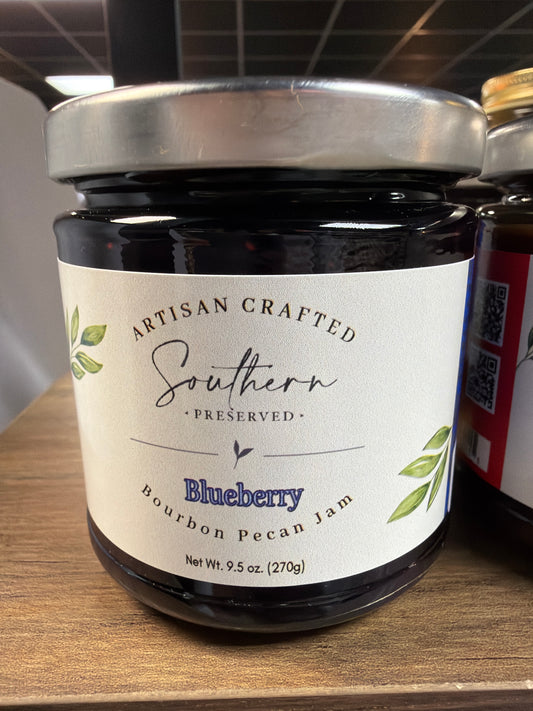 ARTISAN CRAFTED
Southern
· PRESERVED ·
Blueberry
Bourbon Pecan Jam
Net Wt. 9.5 oz. (270g)